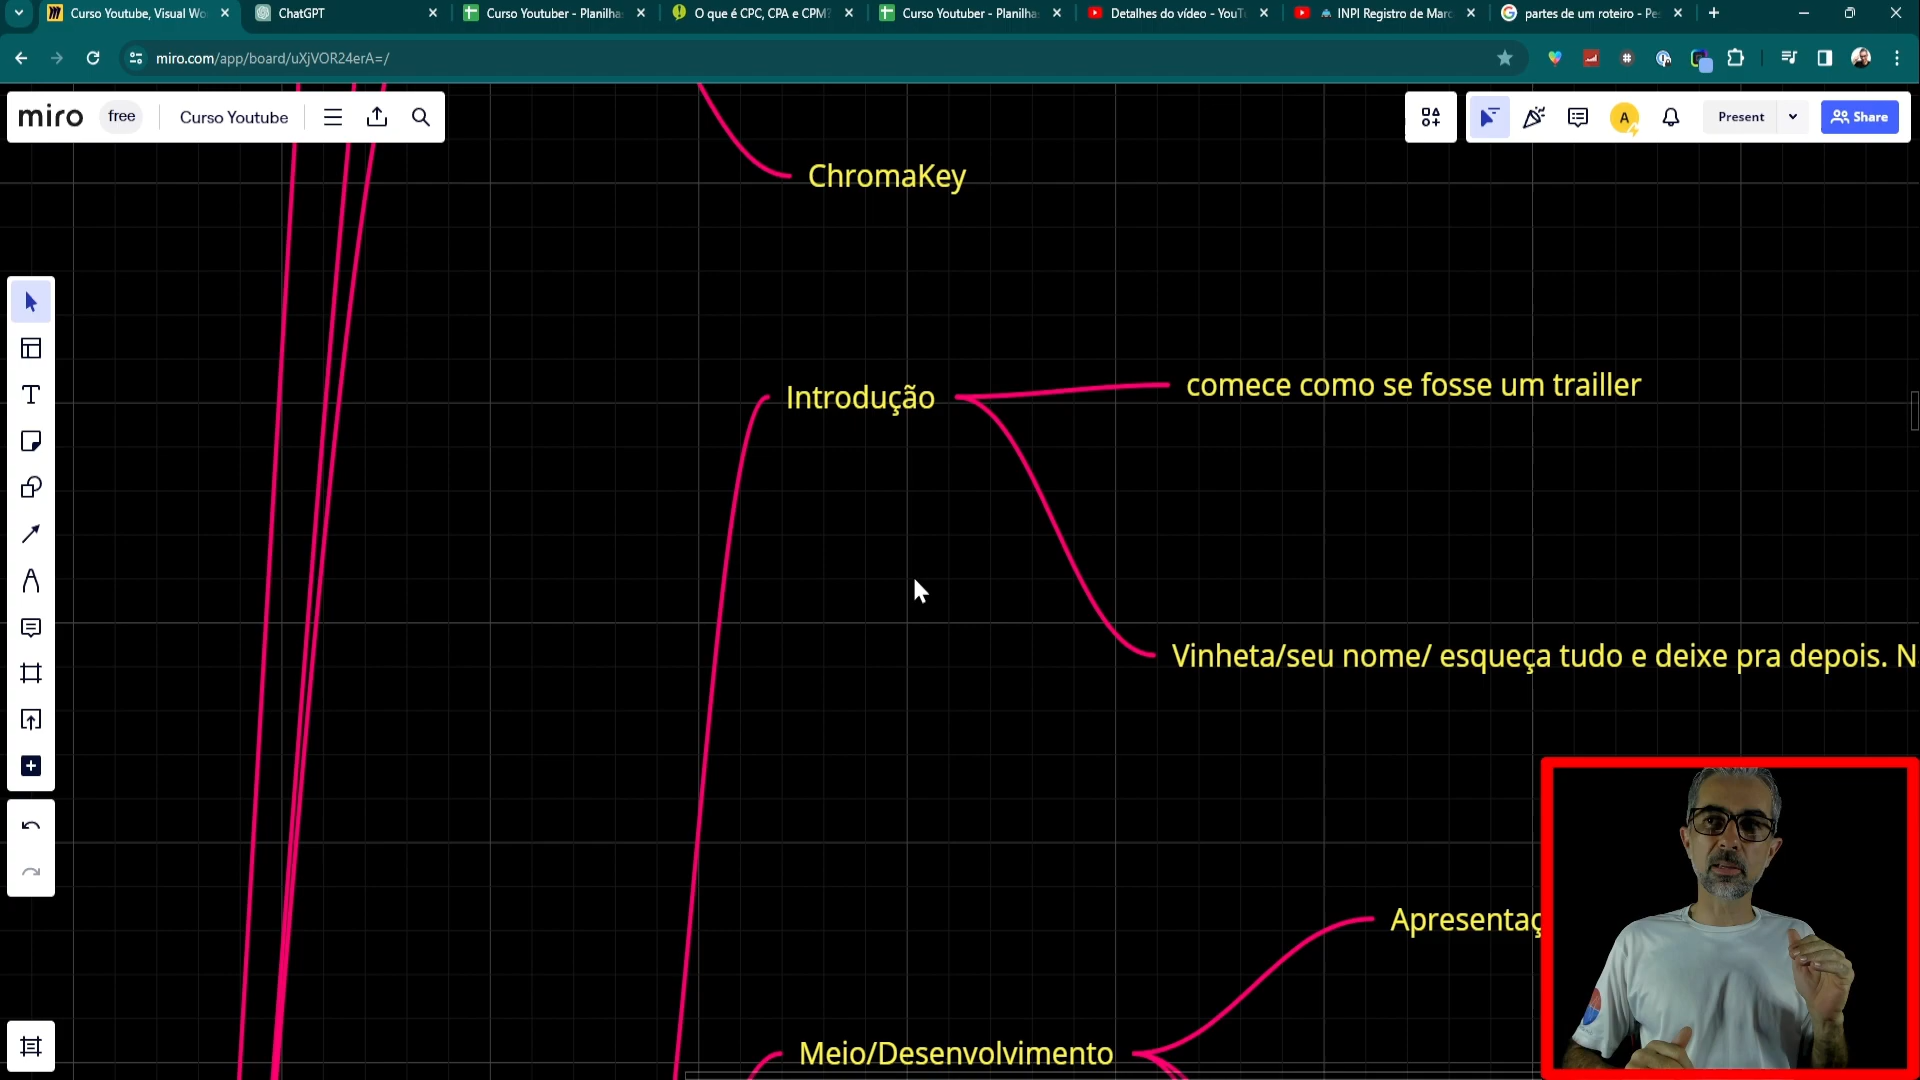 Curso Youtube, Visual Wo
ChatGPT
Curso Youtuber - Planilha
O que é CPC, CPA e CPM?
Curso Youtuber - Planilha
Detalhes do vídeo - YouTu
INPI Registro de Marc
partes de um roteiro - Pe
miro.com/app/board/uXjVOR24erA=/
miro
free
Curso Youtube
A
Present
Share
ChromaKey
Introdução
comece como se fosse um trailler
Vinheta/seu nome/ esqueça tudo e deixe pra depois. N
Apresentaç
Meio/Desenvolvimento